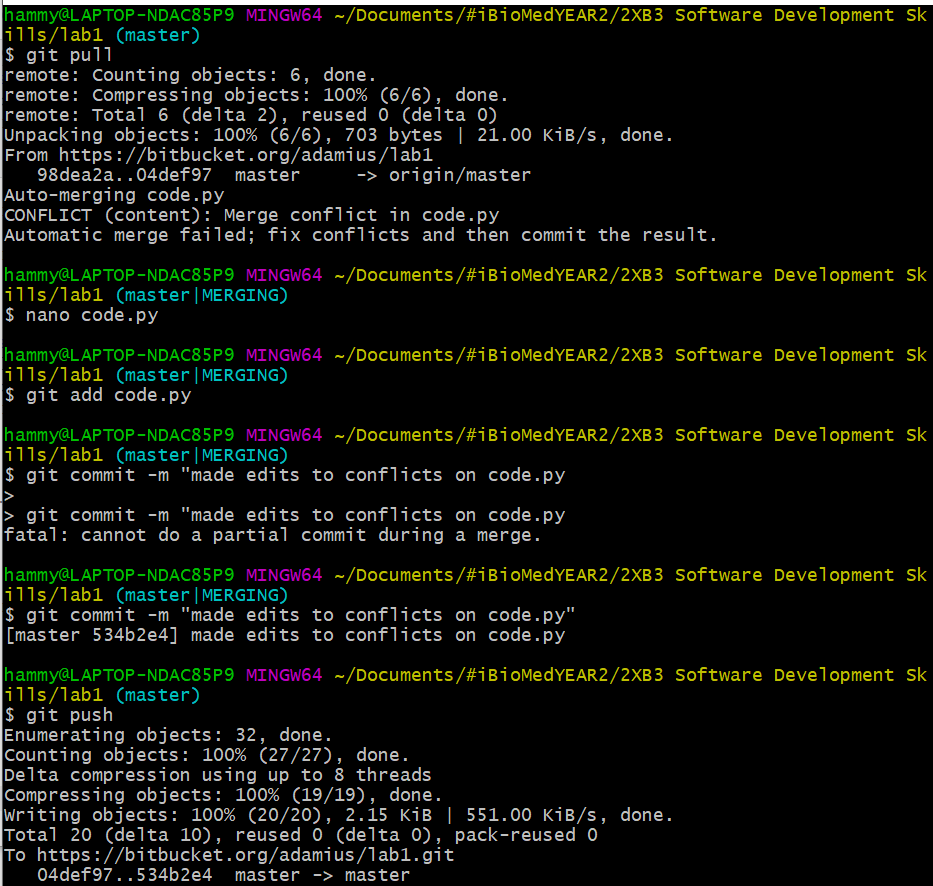 hammy@LAPTOP-NDAC85P9 MINGW64 ~/Documents/#iBioMedYEAR2/2XB3 Software Development Sk
ills/lab1 (master)
$ git pull
remote: Counting objects: 6, done.
remote: Compressing objects: 100% (6/6), done.
remote: Total 6 (delta 2), reused 0 (delta 0)
Unpacking objects: 100% (6/6), 703 bytes | 21.00 KiB/s, done.
From https://bitbucket.org/adamius/lab1
   98dea2a..04def97  master     -> origin/master
Auto-merging code.py
CONFLICT (content): Merge conflict in code.py
Automatic merge failed; fix conflicts and then commit the result.
hammy@LAPTOP-NDAC85P9 MINGW64 ~/Documents/#iBioMedYEAR2/2XB3 Software Development Sk
ills/lab1 (master|MERGING)
$ nano code.py
hammy@LAPTOP-NDAC85P9 MINGW64 ~/Documents/#iBioMedYEAR2/2XB3 Software Development Sk
ills/lab1 (master|MERGING)
$ git add code.py
hammy@LAPTOP-NDAC85P9 MINGW64 ~/Documents/#iBioMedYEAR2/2XB3 Software Development Sk
ills/lab1 (master|MERGING)
$ git commit -m "made edits to conflicts on code.py
>
> git commit -m "made edits to conflicts on code.py
fatal: cannot do a partial commit during a merge.
hammy@LAPTOP-NDAC85P9 MINGW64 ~/Documents/#iBioMedYEAR2/2XB3 Software Development Sk
ills/lab1 (master|MERGING)
$ git commit -m "made edits to conflicts on code.py"
[master 534b2e4] made edits to conflicts on code.py
hammy@LAPTOP-NDAC85P9 MINGW64 ~/Documents/#iBioMedYEAR2/2XB3 Software Development Sk
ills/lab1 (master)
$ git push
Enumerating objects: 32, done.
Counting objects: 100% (27/27), done.
Delta compression using up to 8 threads
Compressing objects: 100% (19/19), done.
Writing objects: 100% (20/20), 2.15 KiB | 551.00 KiB/s, done.
Total 20 (delta 10), reused 0 (delta 0), pack-reused 0
To https://bitbucket.org/adamius/lab1.git
   04def97..534b2e4  master -> master